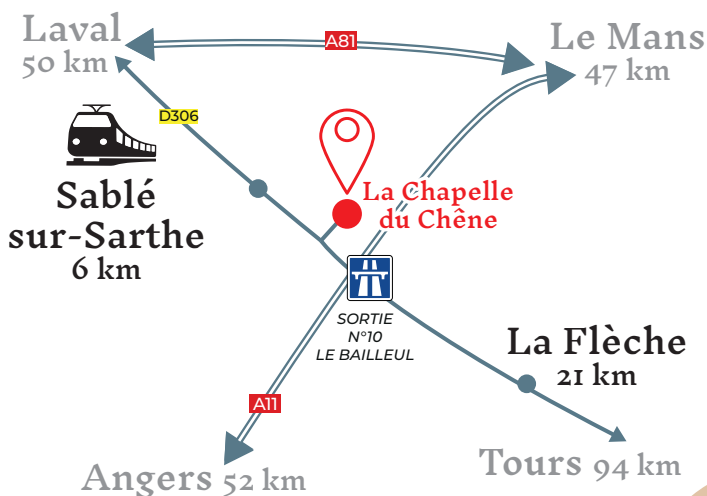 Laval
50 km
A81
Le Mans
47 km
D306
Sablé
sur-Sarthe
6 km
La Chapelle
du Chêne
SORTIE
N°10
LE BAILLEUL
La Flèche
21 km
A11
Angers 52 km
Tours 94 km